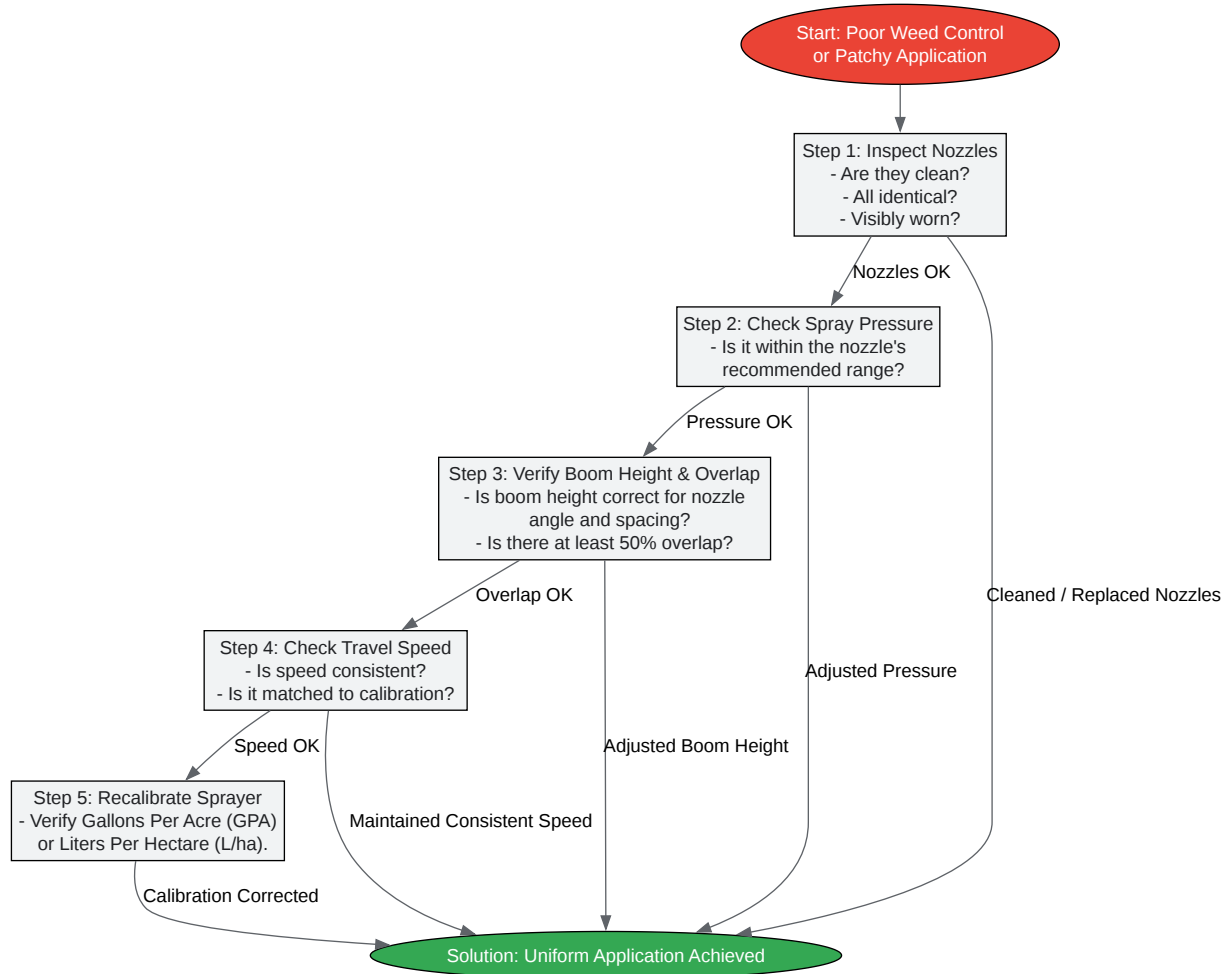 Start: Poor Weed Control
or Patchy Application
Step 1: Inspect Nozzles
- Are they clean?
- All identical?
- Visibly worn?
Nozzles OK
Step 2: Check Spray Pressure
- Is it within the nozzle's
recommended range?
Pressure OK
Step 3: Verify Boom Height & Overlap
- Is boom height correct for nozzle
angle and spacing?
- Is there at least 50% overlap?
Overlap OK
Cleaned / Replaced Nozzles
Step 4: Check Travel Speed
- Is speed consistent?
- Is it matched to calibration?
Adjusted Pressure
Speed OK
Adjusted Boom Height
Step 5: Recalibrate Sprayer
- Verify Gallons Per Acre (GPA)
or Liters Per Hectare (L/ha).
Maintained Consistent Speed
Calibration Corrected
Solution: Uniform Application Achieved